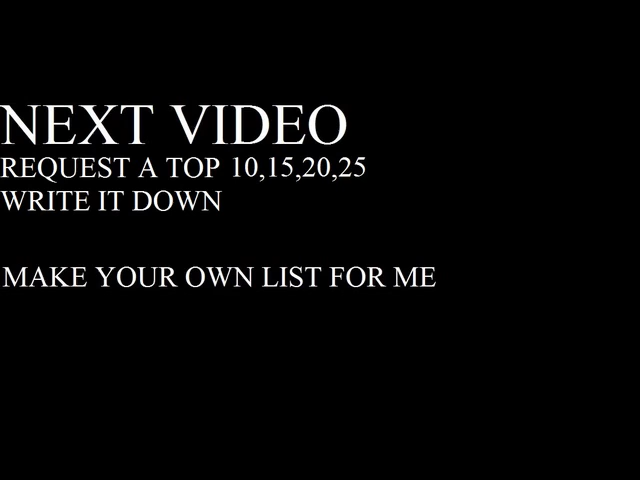 NEXT VIDEO
REQUEST A TOP 10,15,20,25
WRITE IT DOWN
MAKE YOUR OWN LIST FOR ME